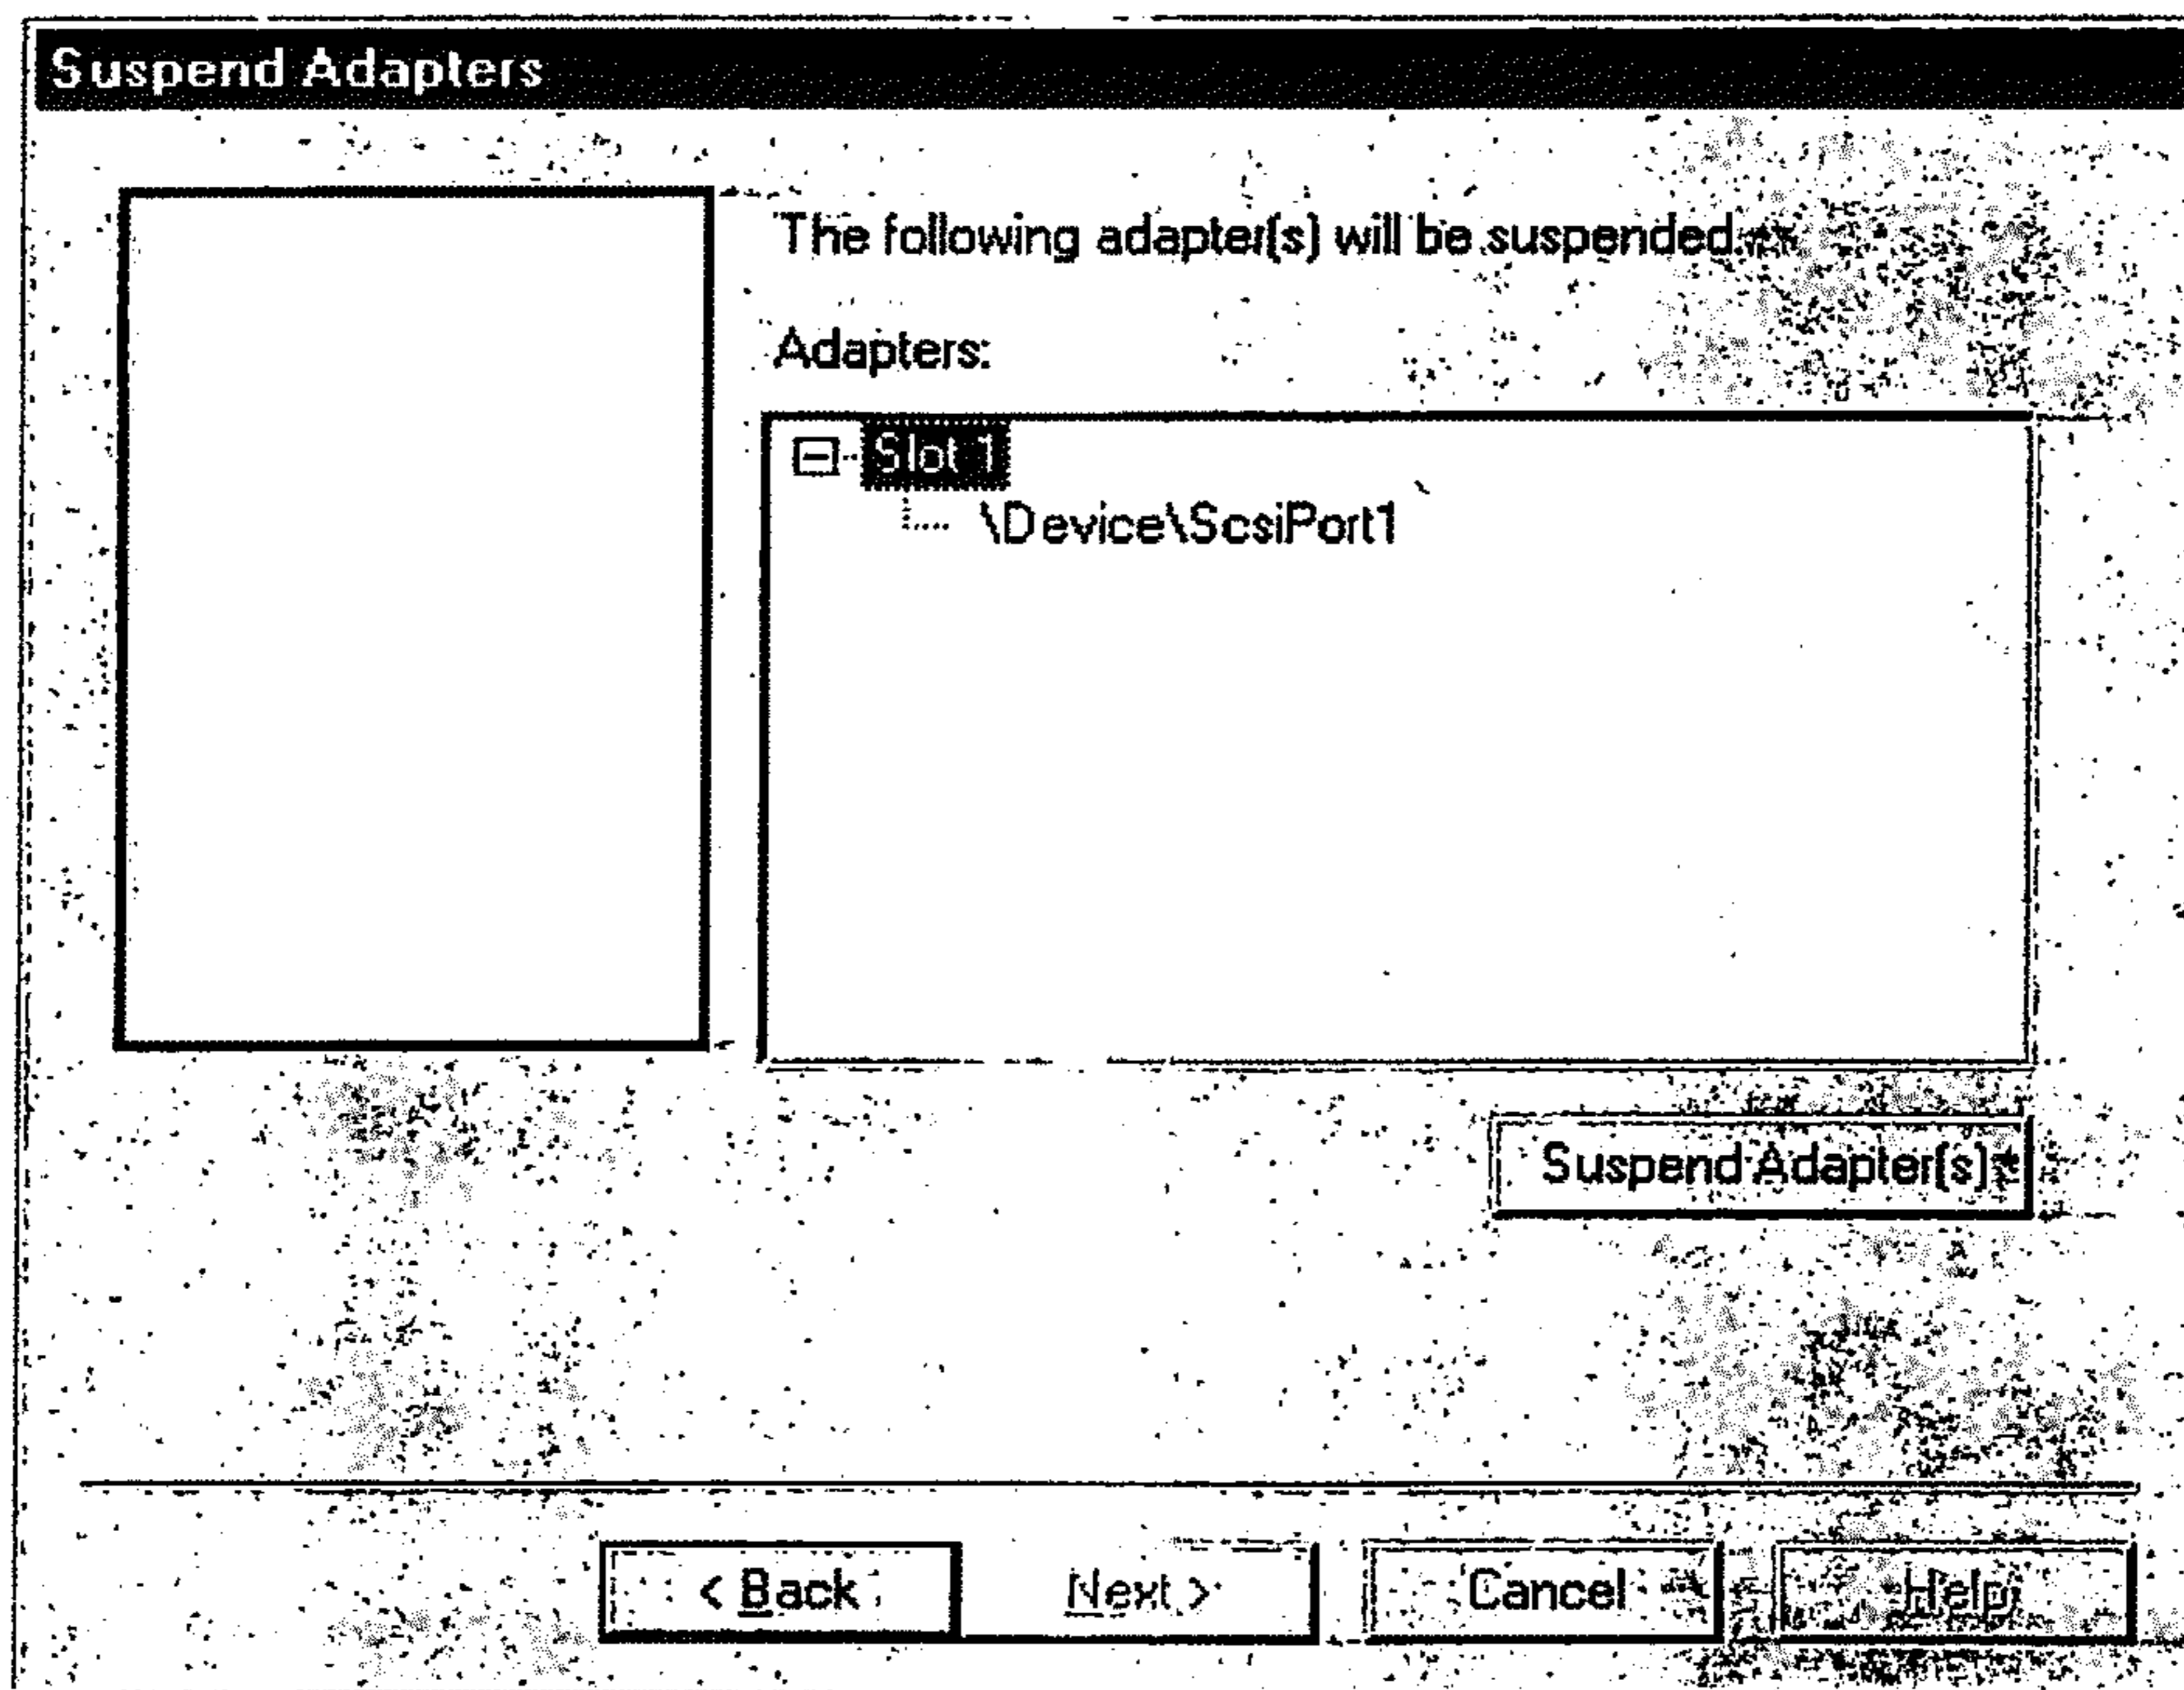 Suspend Adapters
The following adapter(s) will be suspended.
Adapters:
Slot 1
\Device\ScsiPort1
Suspend Adapter(s)
< Back
Next >
Cancel
Help